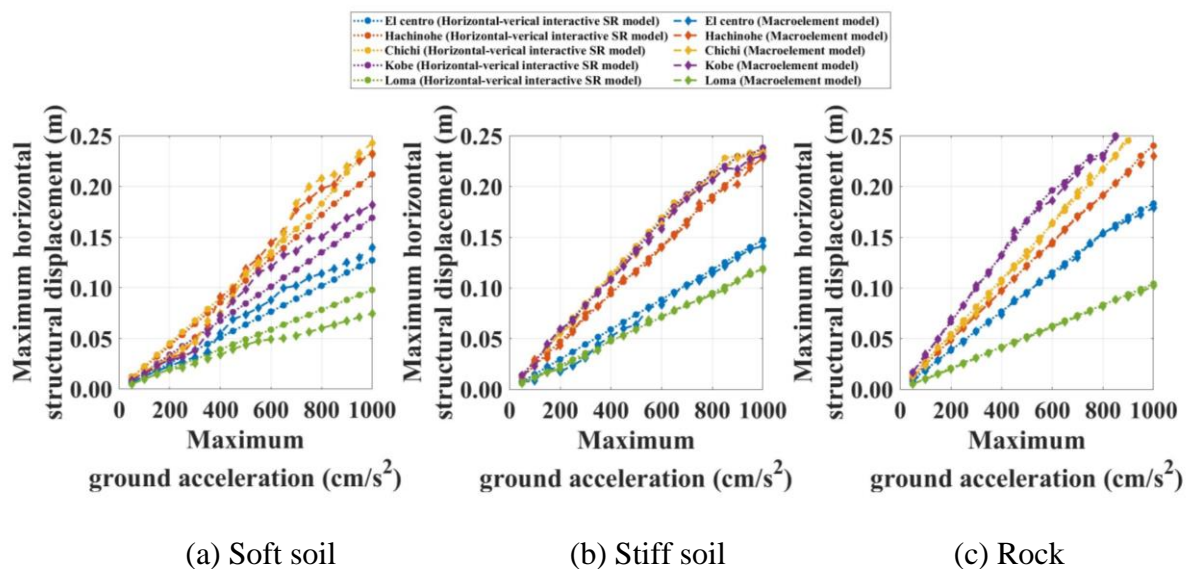 El centro (Horizontal-verical interactive SR model)
El centro (Macroelement model)
Hachinohe (Horizontal-verical interactive SR model)
Hachinohe (Macroelement model)
Chichi (Horizontal-verical interactive SR model)
Chichi (Macroelement model)
Kobe (Horizontal-verical interactive SR model)
Kobe (Macroelement model)
Loma (Horizontal-verical interactive SR model)
Loma (Macroelement model)
Maximum horizontal
structural displacement (m)
0.25
0.20
0.15
0.10
0.05
0.00
0 200 400 600 800 1000
Maximum
ground acceleration (cm/s²)
(a) Soft soil
Maximum horizontal
structural displacement (m)
0.25
0.20
0.15
0.10
0.05
0.00
0 200 400 600 800 1000
Maximum
ground acceleration (cm/s²)
(b) Stiff soil
Maximum horizontal
structural displacement (m)
0.25
0.20
0.15
0.10
0.05
0.00
0 200 400 600 800 1000
Maximum
ground acceleration (cm/s²)
(c) Rock